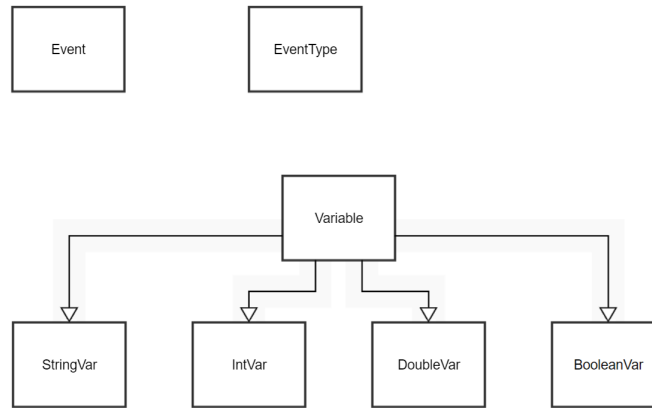 Event
EventType
Variable
StringVar
IntVar
DoubleVar
BooleanVar